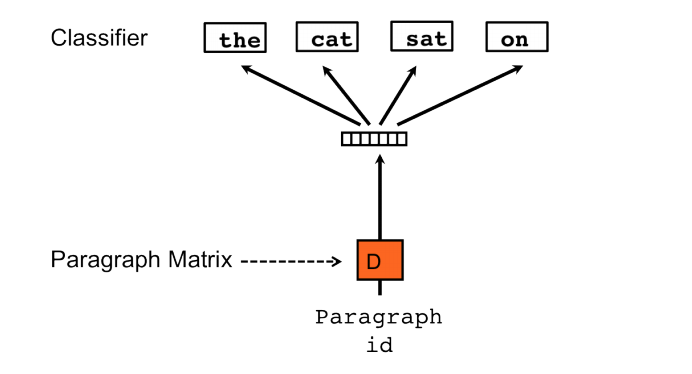 Classifier the cat sat on
Paragraph Matrix D
Paragraph
id